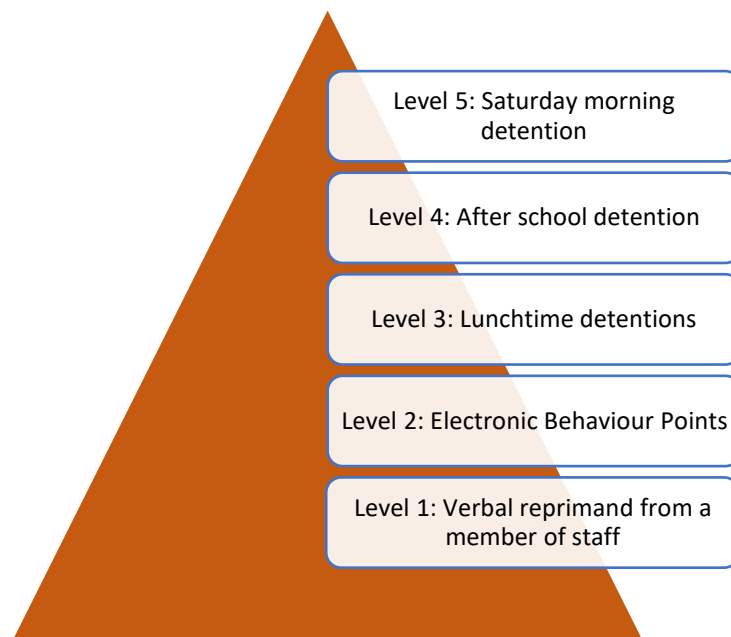 Level 5: Saturday morning
detention
Level 4: After school detention
Level 3: Lunchtime detentions
Level 2: Electronic Behaviour Points
Level 1: Verbal reprimand from a
member of staff